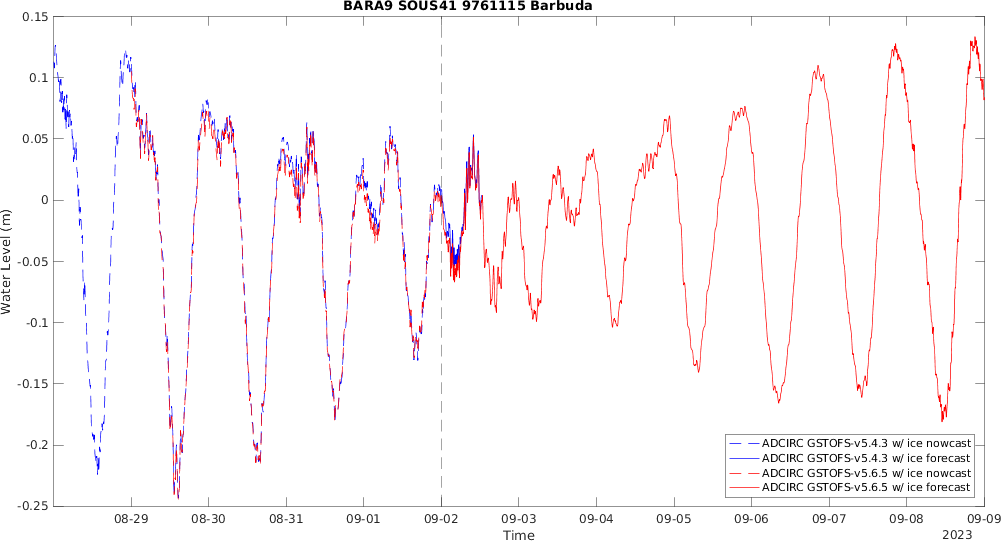 BARA9 SOUS41 9761115 Barbuda
0.15
0.1
0.05
0
-0.05
-0.1
-0.15
-0.2
-0.25
Water Level (m)
08-29 08-30 08-31 09-01 09-02 09-03 09-04 09-05 09-06 09-07 09-08 09-09
Time
2023
ADCIRC GSTOFS-v5.4.3 w/ ice nowcast
ADCIRC GSTOFS-v5.4.3 w/ ice forecast
ADCIRC GSTOFS-v5.6.5 w/ ice nowcast
ADCIRC GSTOFS-v5.6.5 w/ ice forecast